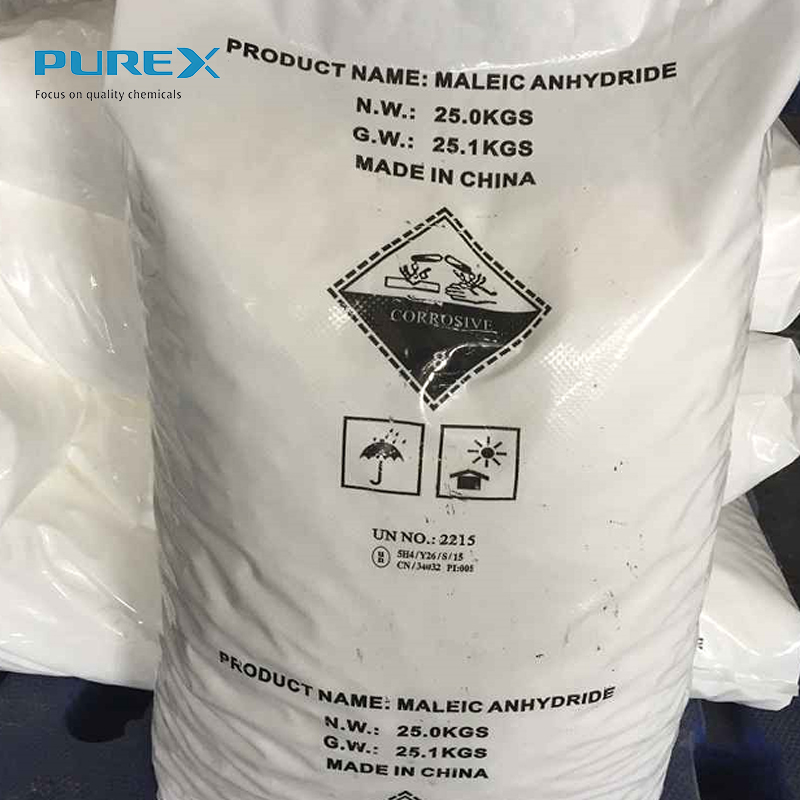 PUREX
Focus on quality chemicals
PRODUCT NAME: MALEIC ANHYDRIDE
N.W.: 25.0KGS
G.W.: 25.1KGS
MADE IN CHINA
CORROSIVE
8
UN NO.: 2215
un 5H4/Y26/S/15
CN/34032 PI:005
PRODUCT NAME: MALEIC ANHYDRIDE
N.W.: 25.0KGS
G.W.: 25.1KGS
MADE IN CHINA